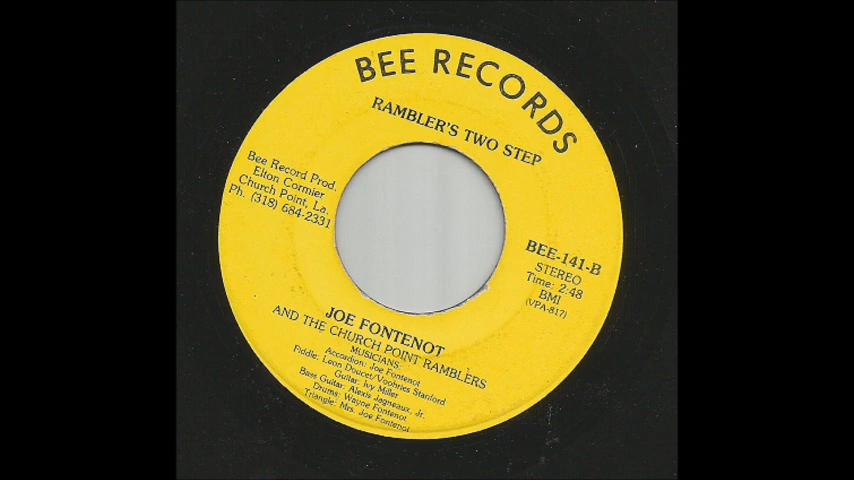 BEE RECORDS
RAMBLER'S TWO STEP
Bee Record Prod.
Elton Cormier
Church Point, La.
Ph. (318) 684-2331
BEE-141-B
STEREO
Time: 2:48
BMI
(VPA-817)
JOE FONTENOT
AND THE CHURCH POINT RAMBLERS
MUSICIANS:
Accordion: Joe Fontenot
Fiddle: Leon Doucet/Voohries Stanford
Guitar: Ivy Miller
Bass Guitar: Alexis Jagneaux, Jr.
Drums: Wayne Fontenot
Triangle: Mrs. Joe Fontenot